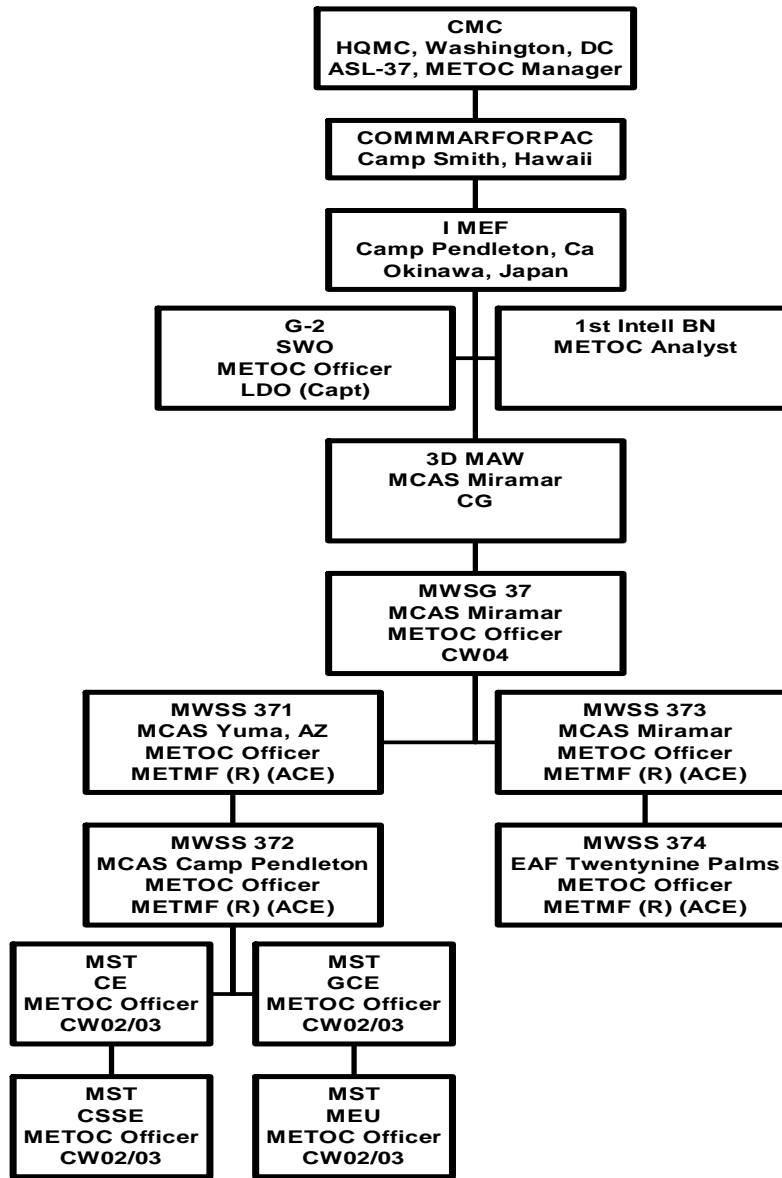 CMC
HQMC, Washington, DC
ASL-37, METOC Manager
COMMMARFORPAC
Camp Smith, Hawaii
I MEF
Camp Pendleton, Ca
Okinawa, Japan
G-2
SWO
METOC Officer
LDO (Capt)
1st Intell BN
METOC Analyst
3D MAW
MCAS Miramar
CG
MWSG 37
MCAS Miramar
METOC Officer
CW04
MWSS 371
MCAS Yuma, AZ
METOC Officer
METMF (R) (ACE)
MWSS 373
MCAS Miramar
METOC Officer
METMF (R) (ACE)
MWSS 372
MCAS Camp Pendleton
METOC Officer
METMF (R) (ACE)
MWSS 374
EAF Twentynine Palms
METOC Officer
METMF (R) (ACE)
MST
CE
METOC Officer
CW02/03
MST
GCE
METOC Officer
CW02/03
MST
CSSE
METOC Officer
CW02/03
MST
MEU
METOC Officer
CW02/03